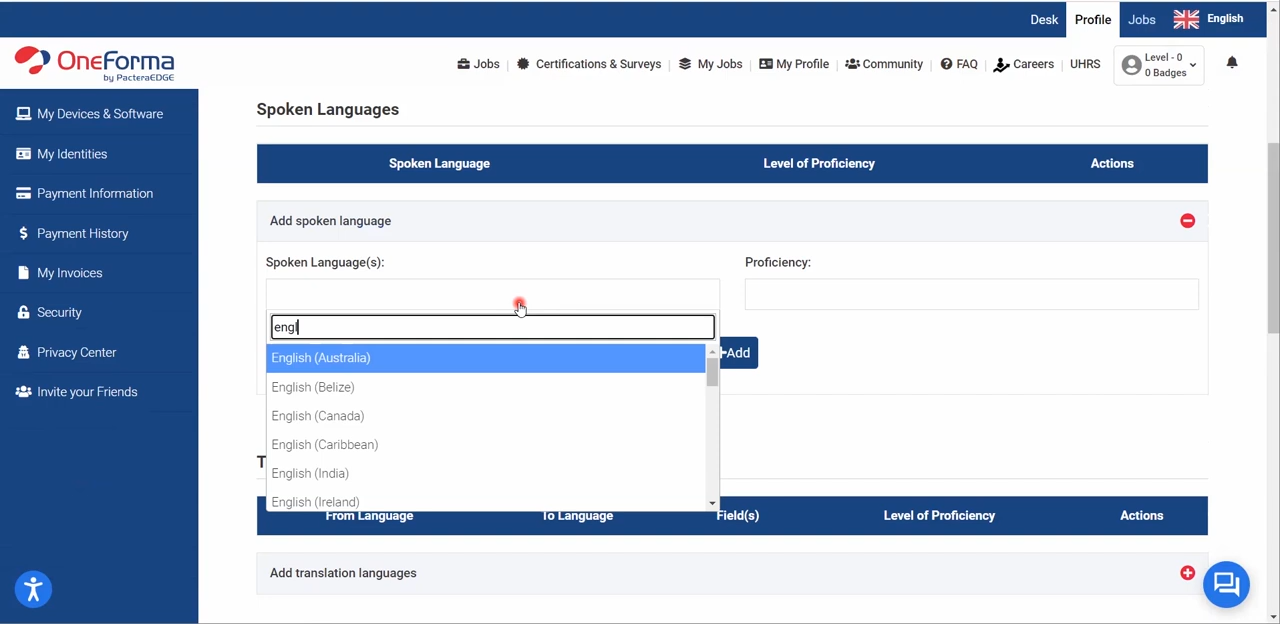 Desk Profile Jobs English
OneForma
by PacteraEDGE
Jobs Certifications & Surveys My Jobs My Profile Community FAQ Careers UHRS
Level - 0
0 Badges
My Devices & Software
My Identities
Payment Information
Payment History
My Invoices
Security
Privacy Center
Invite your Friends
Spoken Languages
Spoken Language Level of Proficiency Actions
Add spoken language
Spoken Language(s): Proficiency:
engl
English (Australia)
English (Belize)
English (Canada)
English (Caribbean)
English (India)
English (Ireland)
+Add
T
From Language To Language Field(s) Level of Proficiency Actions
Add translation languages